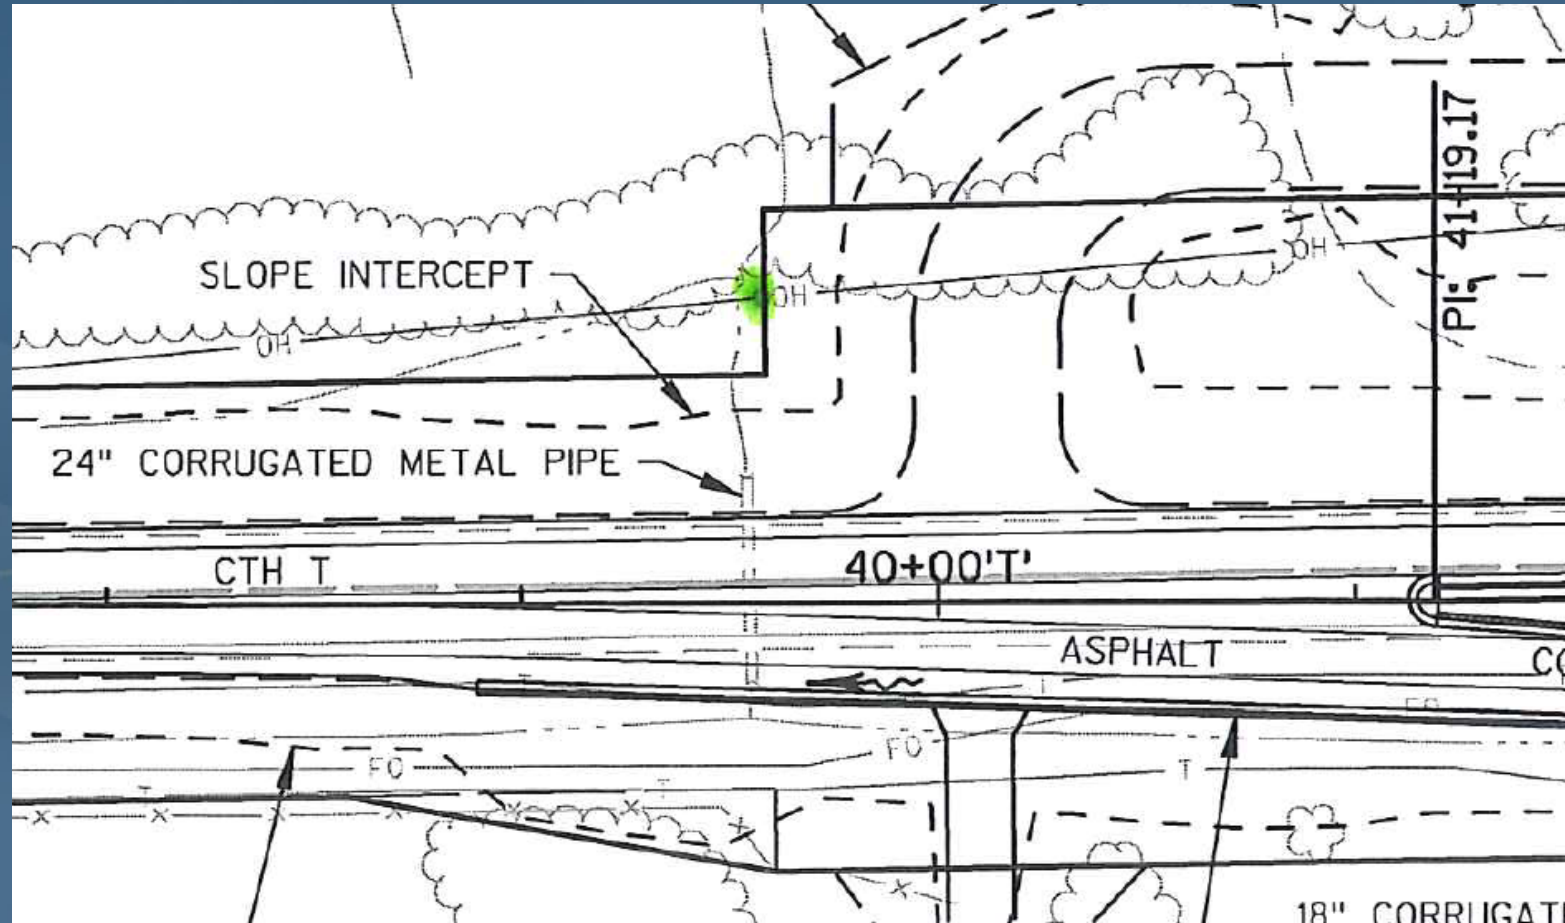 PI: 41+19.17
OH
SLOPE INTERCEPT
OH
OH
24" CORRUGATED METAL PIPE
CTH T
40+00'T'
ASPHALT
T
T
FO
FO
FO
T
T
T
18" CORRUGAT